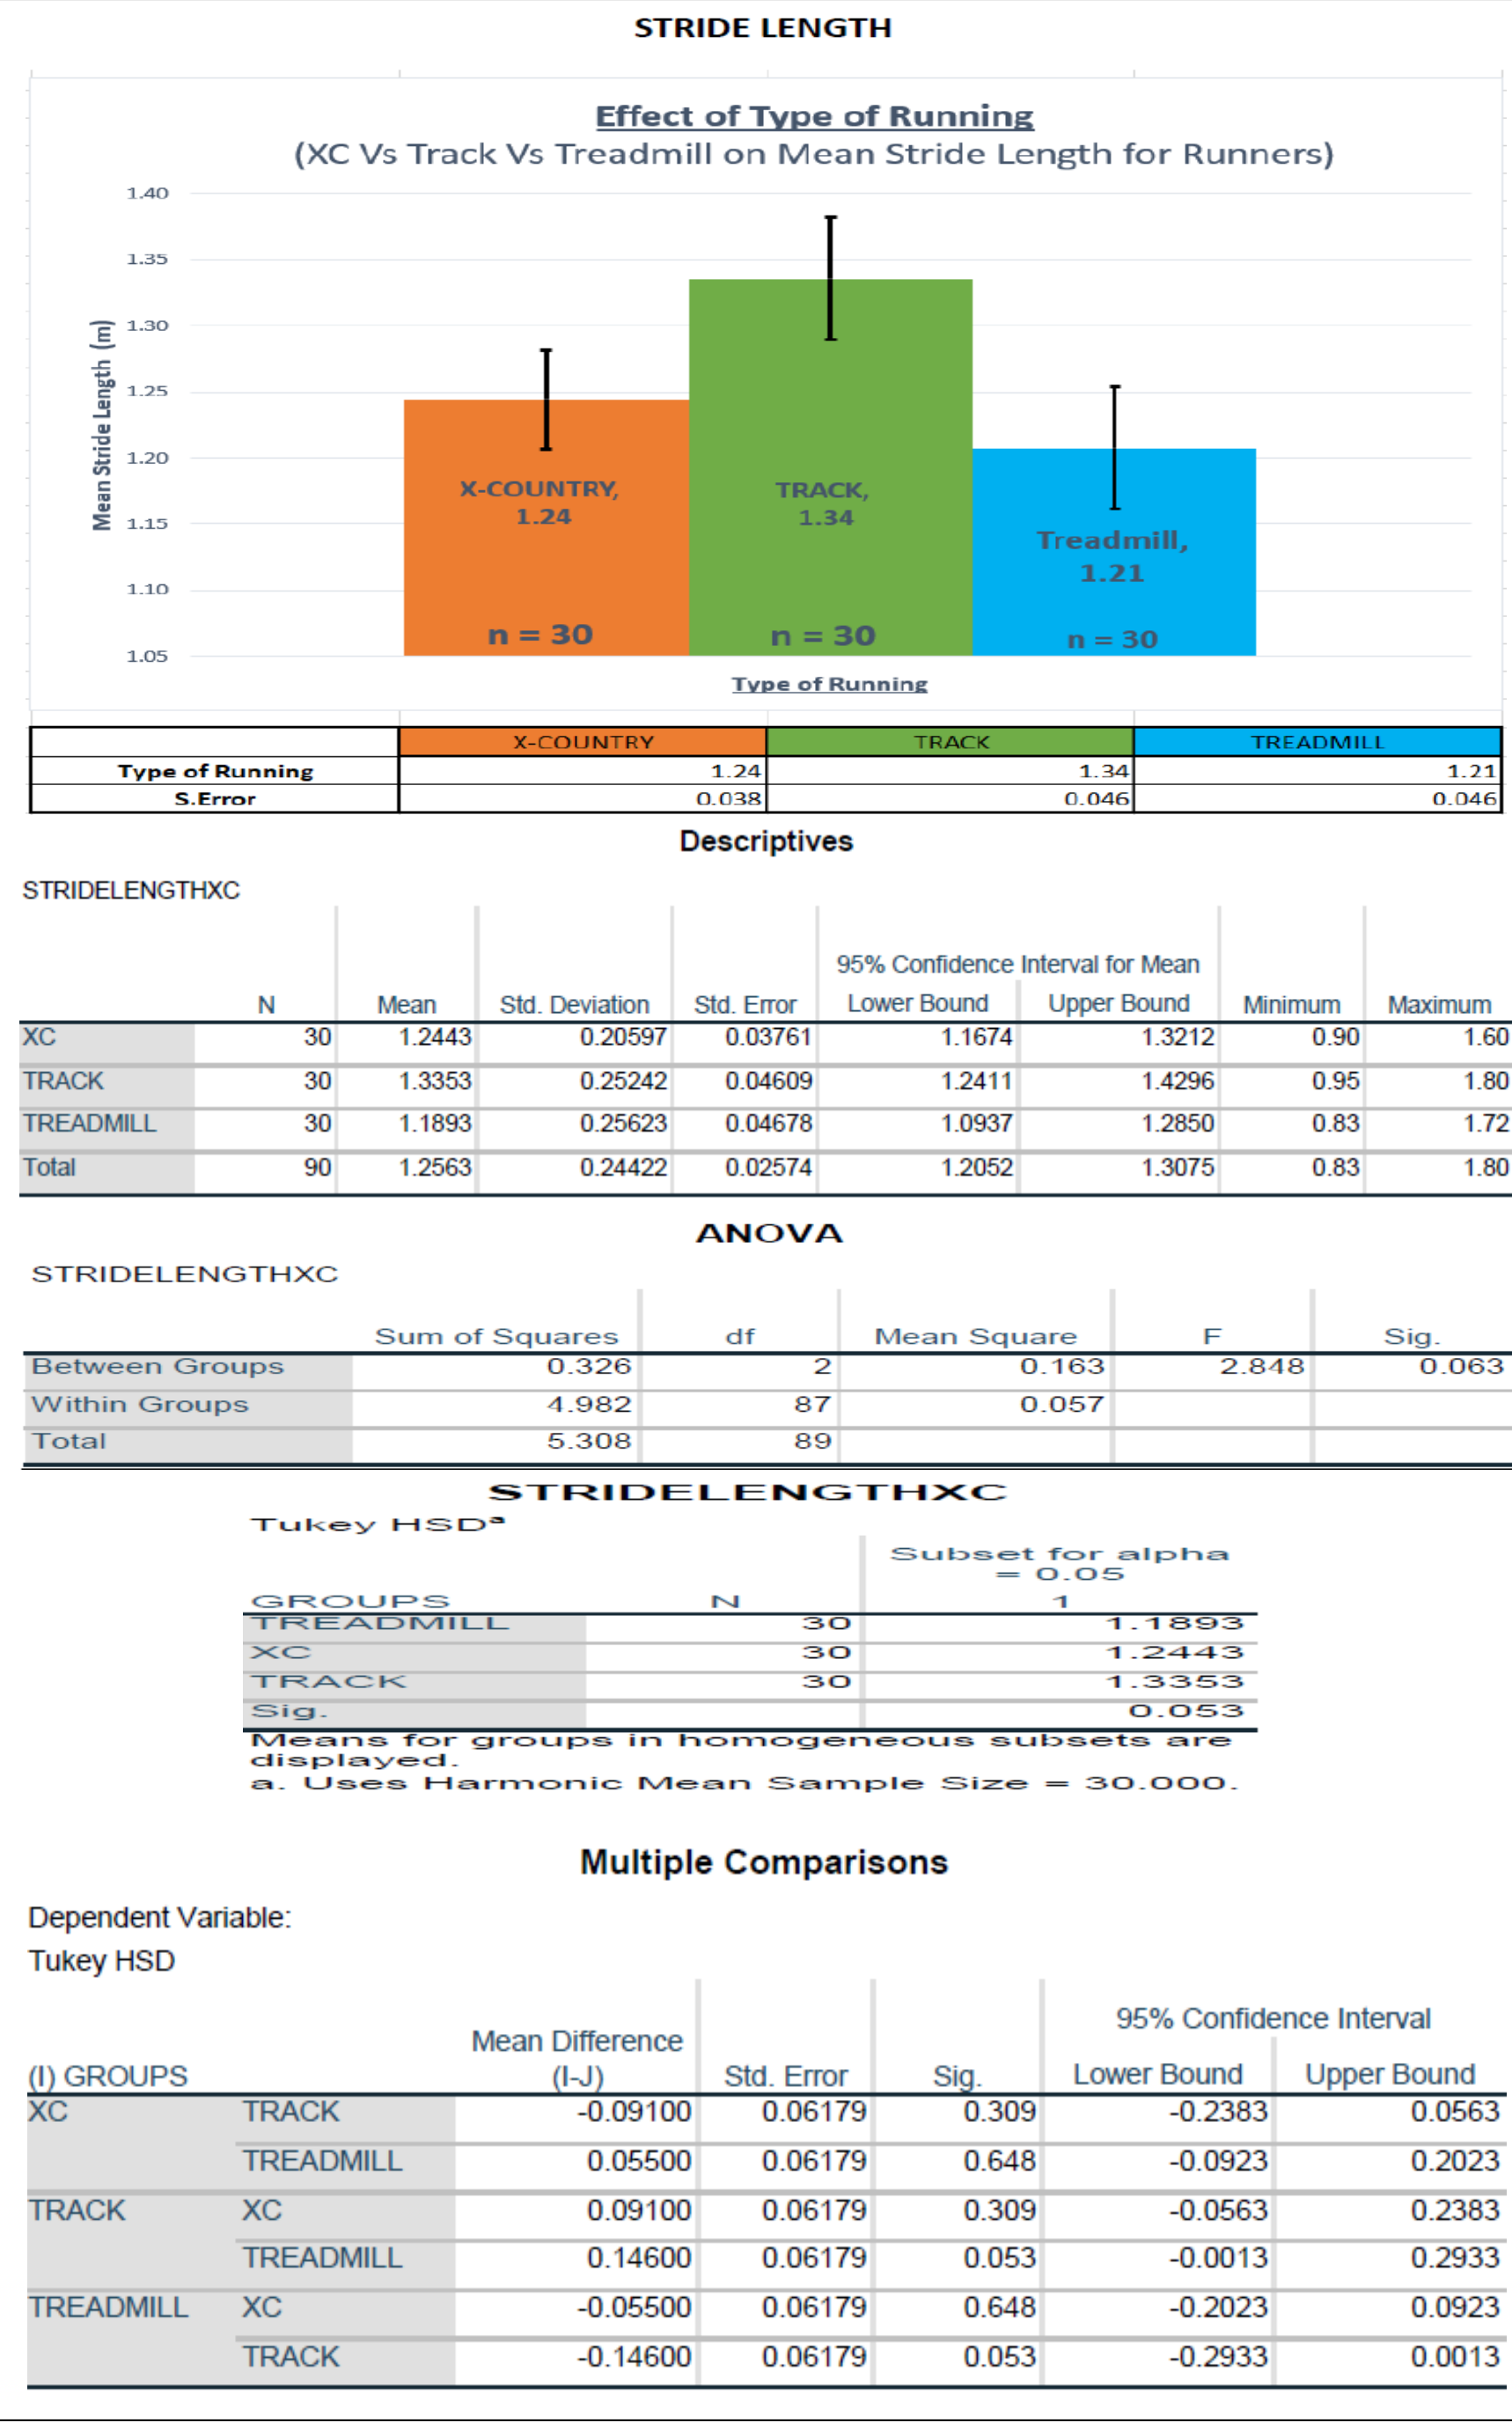 STRIDE LENGTH
Effect of Type of Running
(XC Vs Track Vs Treadmill on Mean Stride Length for Runners)
1.40
1.35
1.30
1.25
1.20
1.15
1.10
1.05
Mean Stride Length (m)
X-COUNTRY, 1.24
n = 30
TRACK, 1.34
n = 30
Treadmill, 1.21
n = 30
Type of Running
X-COUNTRY TRACK TREADMILL
Type of Running 1.24 1.34 1.21
S.Error 0.038 0.046 0.046
Descriptives
STRIDELENGTHXC
95% Confidence Interval for Mean
N Mean Std. Deviation Std. Error Lower Bound Upper Bound Minimum Maximum
XC 30 1.2443 0.20597 0.03761 1.1674 1.3212 0.90 1.60
TRACK 30 1.3353 0.25242 0.04609 1.2411 1.4296 0.95 1.80
TREADMILL 30 1.1893 0.25623 0.04678 1.0937 1.2850 0.83 1.72
Total 90 1.2563 0.24422 0.02574 1.2052 1.3075 0.83 1.80
ANOVA
STRIDELENGTHXC
Sum of Squares df Mean Square F Sig.
Between Groups 0.326 2 0.163 2.848 0.063
Within Groups 4.982 87 0.057
Total 5.308 89
STRIDELENGTHXC
Tukey HSDᵃ
Subset for alpha
= 0.05
GROUPS N 1
TREADMILL 30 1.1893
XC 30 1.2443
TRACK 30 1.3353
Sig. 0.053
Means for groups in homogeneous subsets are
displayed.
a. Uses Harmonic Mean Sample Size = 30.000.
Multiple Comparisons
Dependent Variable:
Tukey HSD
95% Confidence Interval
(I) GROUPS Mean Difference (I-J) Std. Error Sig. Lower Bound Upper Bound
XC TRACK -0.09100 0.06179 0.309 -0.2383 0.0563
TREADMILL 0.05500 0.06179 0.648 -0.0923 0.2023
TRACK XC 0.09100 0.06179 0.309 -0.0563 0.2383
TREADMILL 0.14600 0.06179 0.053 -0.0013 0.2933
TREADMILL XC -0.05500 0.06179 0.648 -0.2023 0.0923
TRACK -0.14600 0.06179 0.053 -0.2933 0.0013